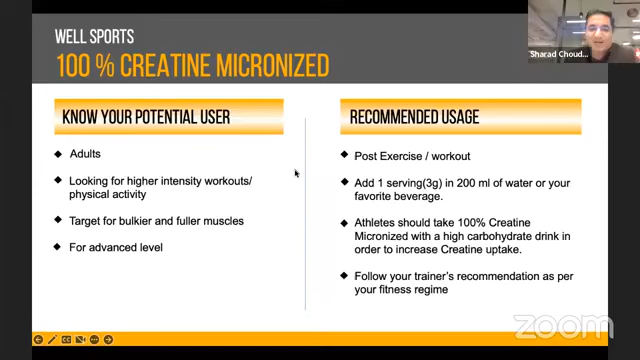 WELL SPORTS
100 % CREATINE MICRONIZED
Sharad Choud...
KNOW YOUR POTENTIAL USER
Adults
Looking for higher intensity workouts/
physical activity
Target for bulkier and fuller muscles
For advanced level
RECOMMENDED USAGE
Post Exercise / workout
Add 1 serving(3g) in 200 ml of water or your
favorite beverage.
Athletes should take 100% Creatine
Micronized with a high carbohydrate drink in
order to increase Creatine uptake.
Follow your trainer's recommendation as per
your fitness regime
zoom